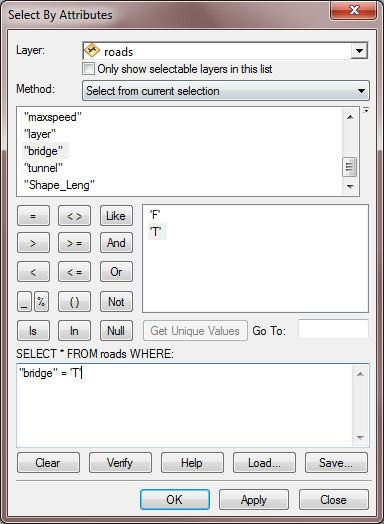 Select By Attributes
Layer: roads
Only show selectable layers in this list
Method: Select from current selection
"maxspeed"
"layer"
"bridge"
"tunnel"
"Shape_Leng"
= < > Like
> > = And
< < = Or
_ % ( ) Not
Is In Null
'F'
'T'
Get Unique Values Go To:
SELECT * FROM roads WHERE:
"bridge" = 'T'
Clear Verify Help Load... Save...
OK Apply Close